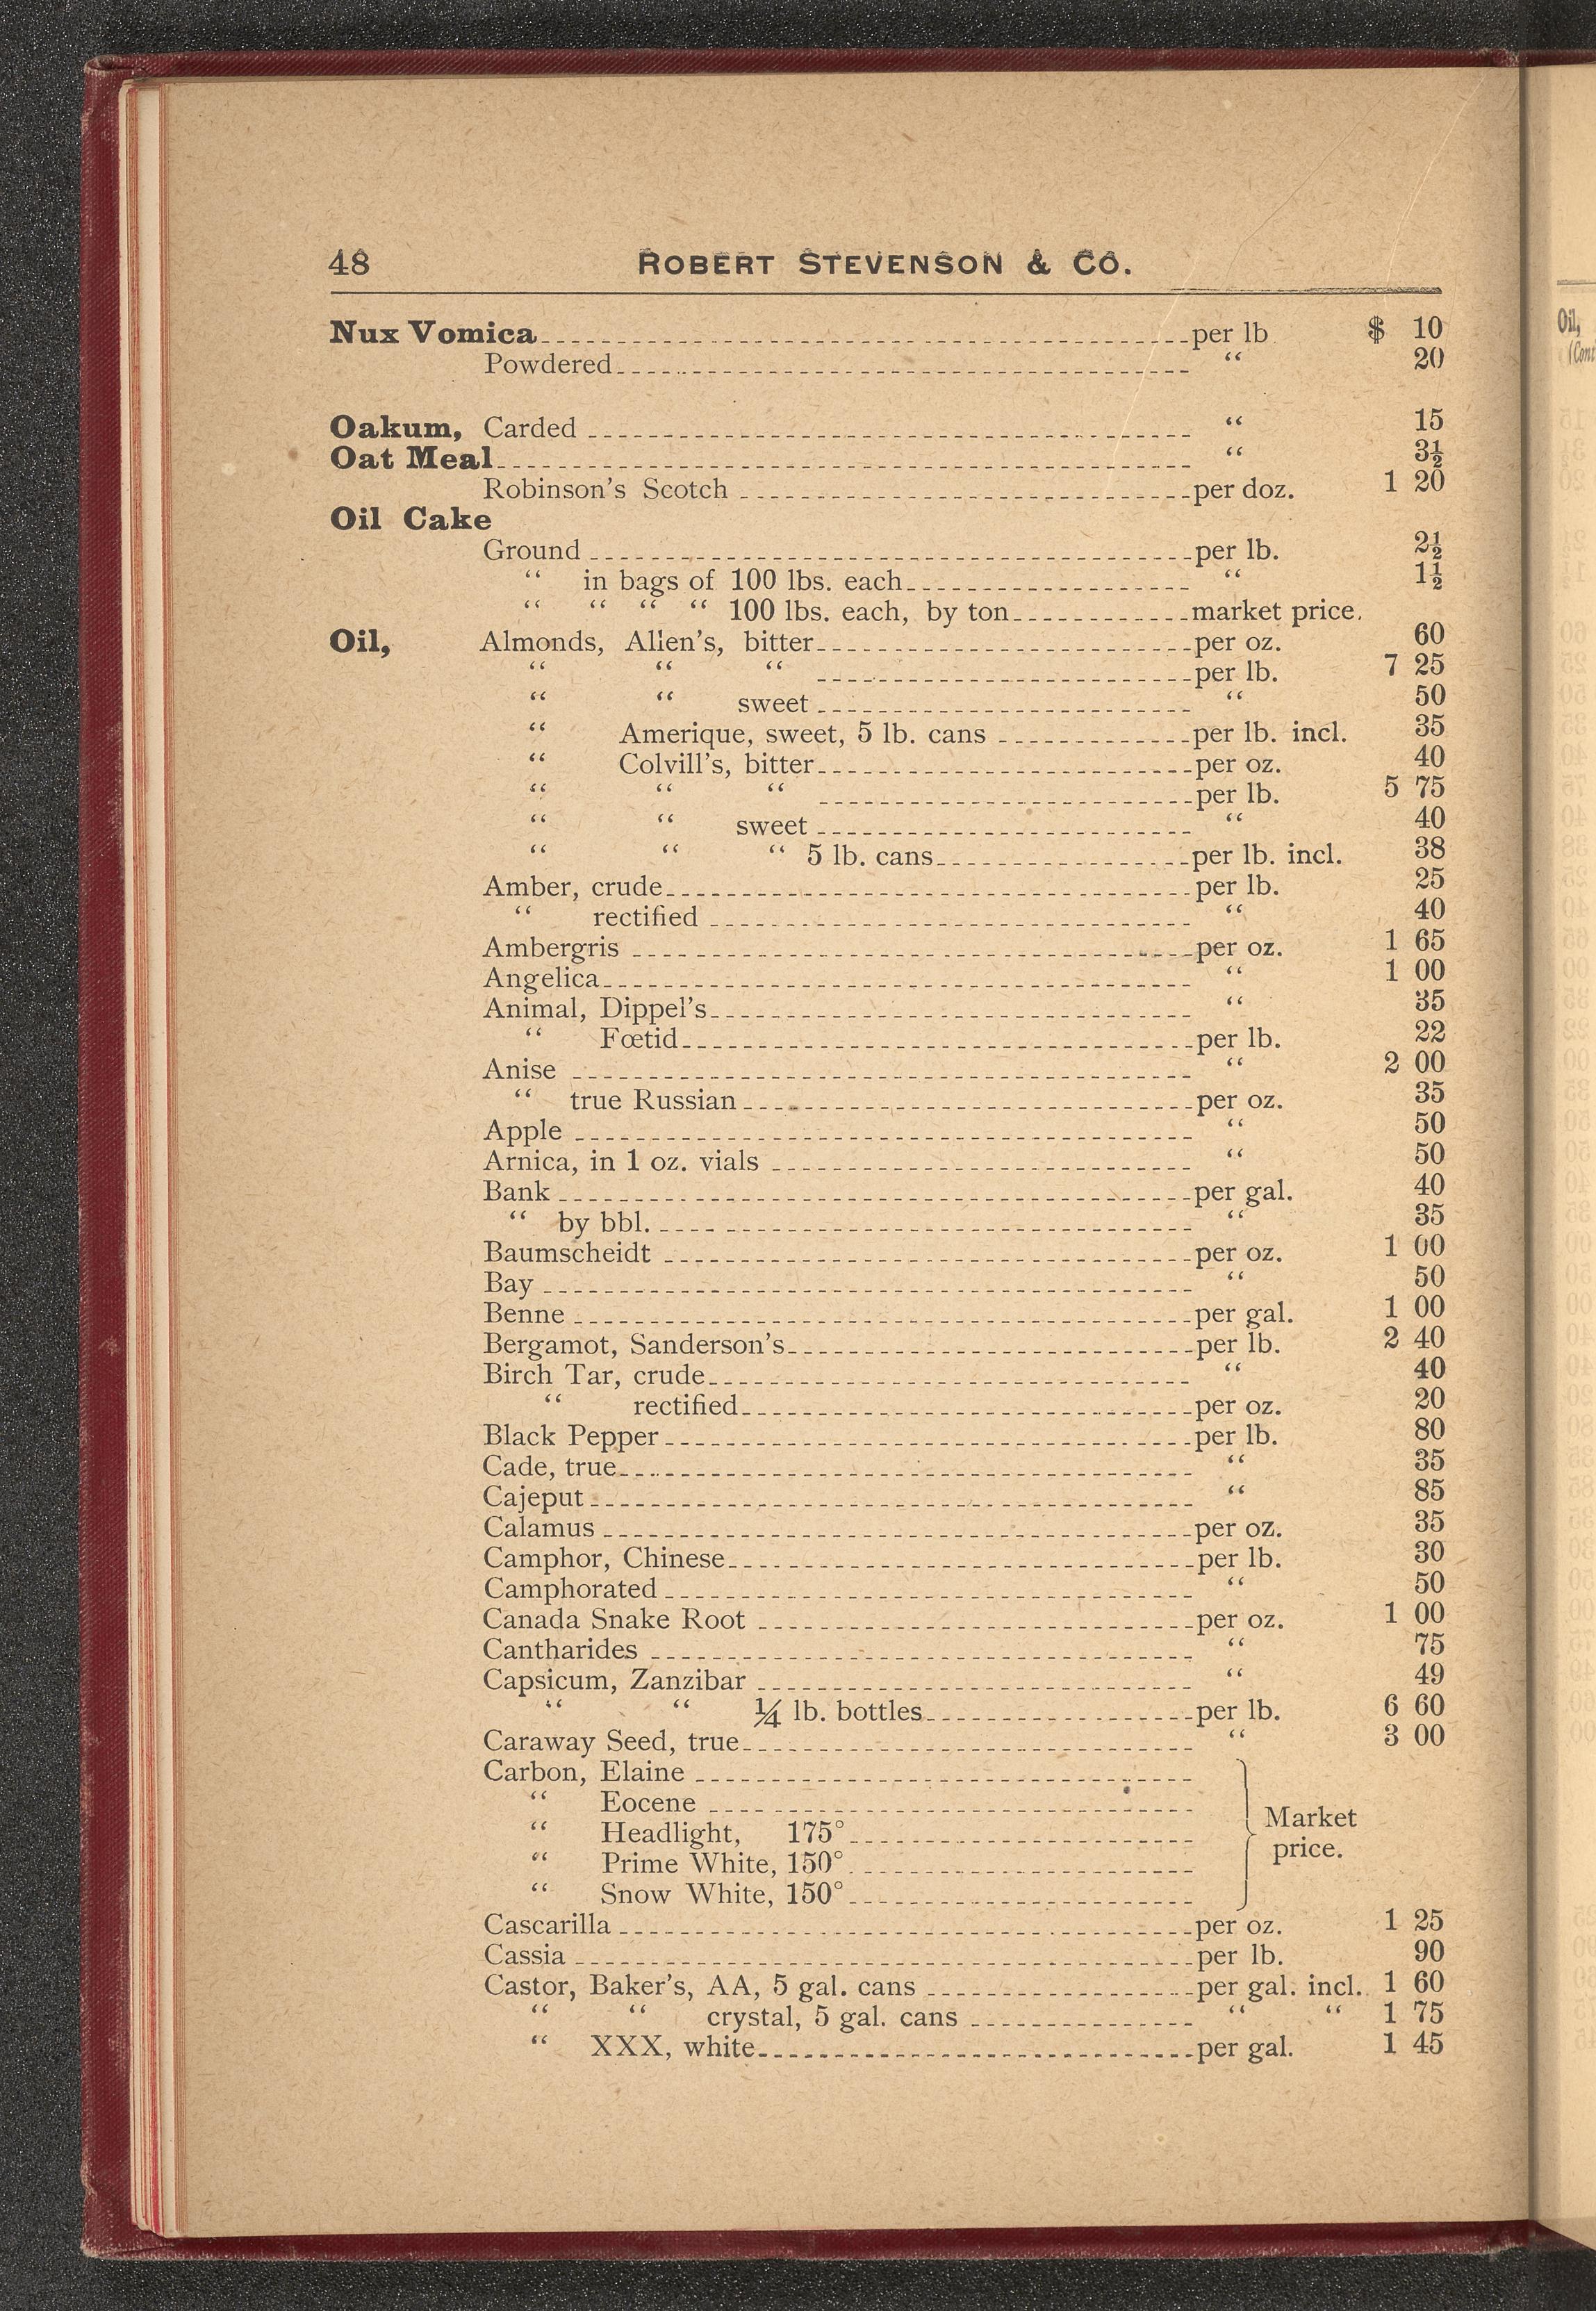 48 ROBERT STEVENSON & CO.
Nux Vomica per lb. $ 10
Powdered “ 20
Oakum, Carded “ 15
Oat Meal “ 3½
Robinson's Scotch per doz. 1 20
Oil Cake
Ground per lb. 2½
“ in bags of 100 lbs. each “ 1½
“ “ “ “ 100 lbs. each, by ton market price.
Oil, Almonds, Allen's, bitter per oz. 60
“ “ “ per lb. 7 25
“ “ sweet “ 50
“ Amerique, sweet, 5 lb. cans per lb. incl. 35
“ Colvill's, bitter per oz. 40
“ “ “ per lb. 5 75
“ “ sweet “ 40
“ “ “ 5 lb. cans per lb. incl. 38
Amber, crude per lb. 25
“ rectified “ 40
Ambergris per oz. 1 65
Angelica “ 1 00
Animal, Dippel's “ 35
“ Fœtid per lb. 22
Anise “ 2 00
“ true Russian per oz. 35
Apple “ 50
Arnica, in 1 oz. vials “ 50
Bank per gal. 40
“ by bbl. “ 35
Baumscheidt per oz. 1 00
Bay “ 50
Benne per gal. 1 00
Bergamot, Sanderson's per lb. 2 40
Birch Tar, crude “ 40
“ rectified per oz. 20
Black Pepper per lb. 80
Cade, true “ 35
Cajeput “ 85
Calamus per oz. 35
Camphor, Chinese per lb. 30
Camphorated “ 50
Canada Snake Root per oz. 1 00
Cantharides “ 75
Capsicum, Zanzibar “ 49
“ “ ¼ lb. bottles per lb. 6 60
Caraway Seed, true “ 3 00
Carbon, Elaine
“ Eocene
“ Headlight, 175°
“ Prime White, 150°
“ Snow White, 150°
Market
price.
Cascarilla per oz. 1 25
Cassia per lb. 90
Castor, Baker's, AA, 5 gal. cans per gal. incl. 1 60
“ “ crystal, 5 gal. cans “ “ 1 75
“ XXX, white per gal. 1 45
Oil,